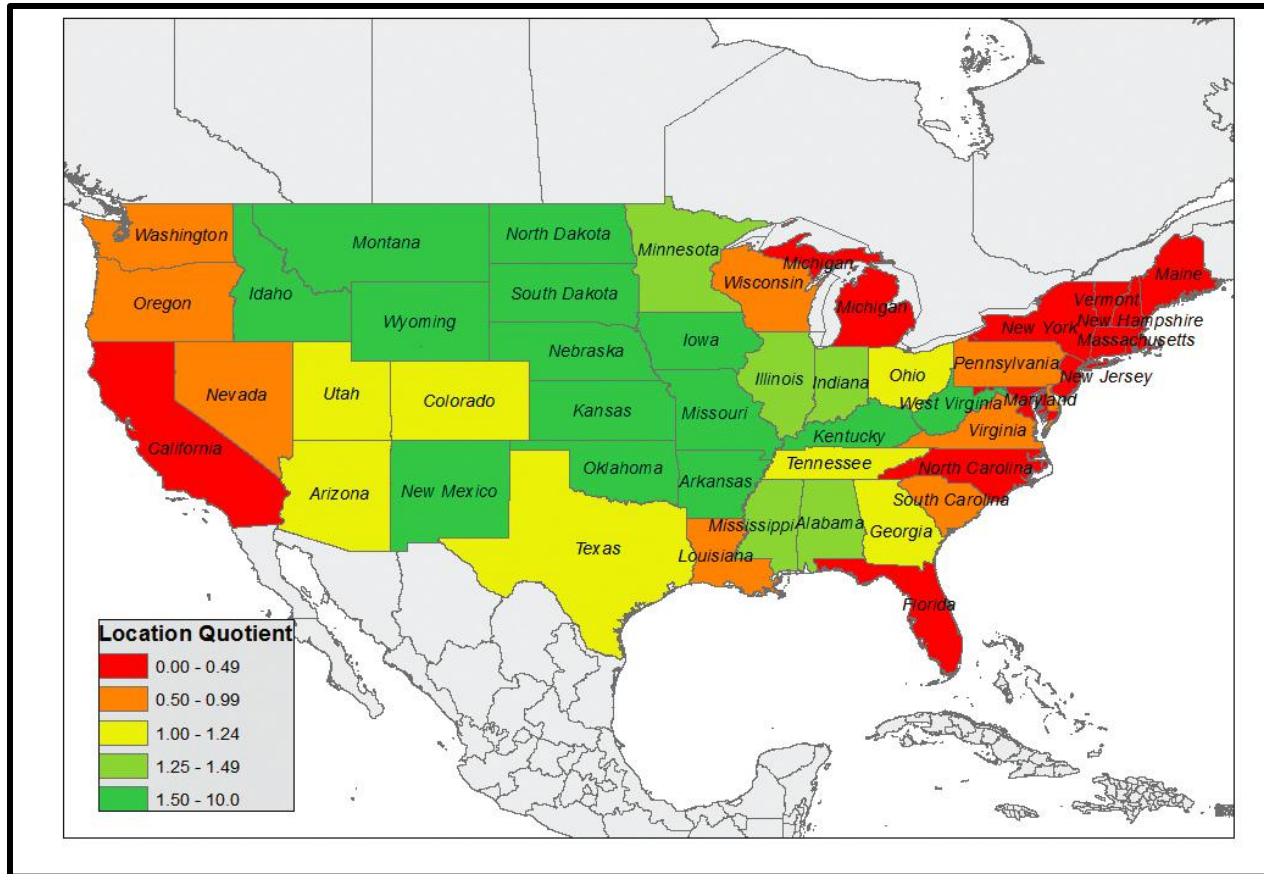 Washington
Montana
North Dakota
Minnesota
Michigan
Maine
Oregon
Idaho
South Dakota
Wisconsin
Michigan
Vermont
New York
New Hampshire
Massachusetts
Wyoming
Nebraska
Iowa
Pennsylvania
New Jersey
Nevada
Utah
Colorado
Kansas
Missouri
Illinois
Indiana
Ohio
West Virginia
Maryland
Virginia
Kentucky
California
Arizona
New Mexico
Oklahoma
Arkansas
Tennessee
North Carolina
South Carolina
Texas
Louisiana
Mississippi
Alabama
Georgia
Florida
Location Quotient
0.00 - 0.49
0.50 - 0.99
1.00 - 1.24
1.25 - 1.49
1.50 - 10.0